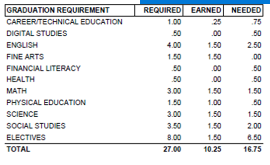 GRADUATION REQUIREMENT REQUIRED EARNED NEEDED
CAREER/TECHNICAL EDUCATION 1.00 .25 .75
DIGITAL STUDIES .50 .00 .50
ENGLISH 4.00 1.50 2.50
FINE ARTS 1.50 1.50 .00
FINANCIAL LITERACY .50 .00 .50
HEALTH .50 .00 .50
MATH 3.00 1.50 1.50
PHYSICAL EDUCATION 1.50 1.00 .50
SCIENCE 3.00 1.50 1.50
SOCIAL STUDIES 3.50 1.50 2.00
ELECTIVES 8.00 1.50 6.50
TOTAL 27.00 10.25 16.75